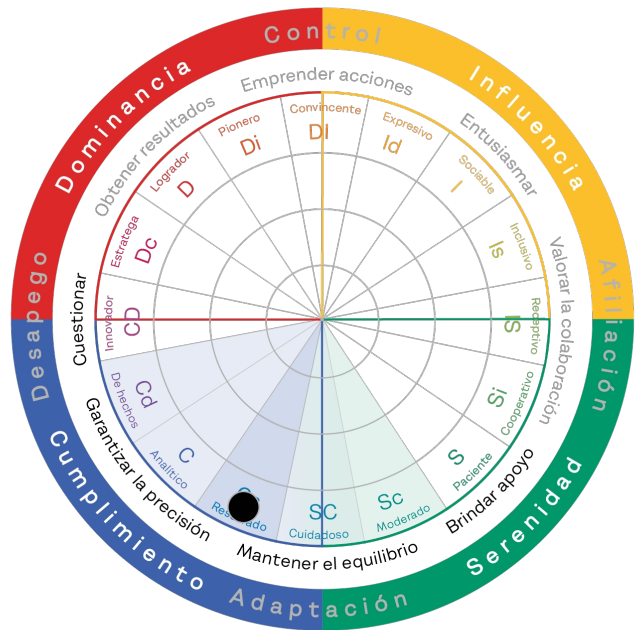 Control
Dominancia
Influencia
Emprender acciones
Obtener resultados
Entusiasmar
Convincente
DI
Pionero
Di
Expresivo
Id
Logrador
D
Sociable
I
Estratega
Dc
Inclusivo
Is
Desapego
Afiliación
Cuestionar
Valorar la colaboración
Innovador
CD
Receptivo
IS
De hechos
Cd
Cooperativo
Si
Analítico
C
Paciente
S
Moderado
Sc
Cuidadoso
SC
Garantizar la precisión
Brindar apoyo
Mantener el equilibrio
Cumplimiento
Serenidad
Adaptación